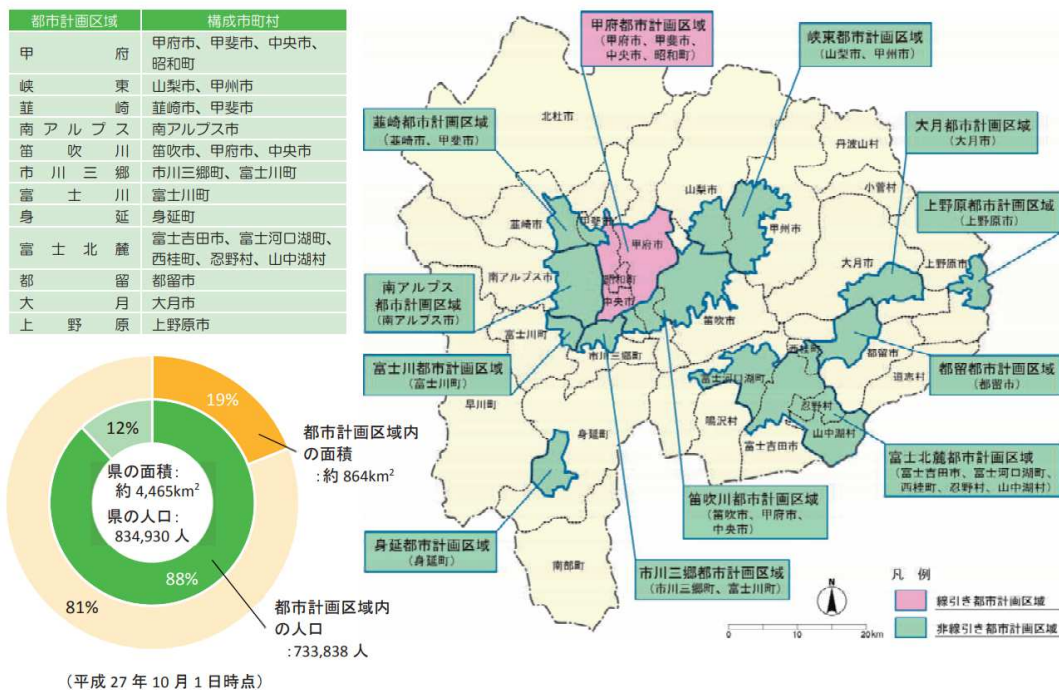 都市計画区域 構成市町村
甲府 甲府市、甲斐市、中央市、
昭和町
峡東 山梨市、甲州市
韮崎 韮崎市、甲斐市
南アルプス 南アルプス市
笛吹川 笛吹市、甲府市、中央市
市川三郷 市川三郷町、富士川町
富士川 富士川町
身延 身延町
富士北麓 富士吉田市、富士河口湖町、
西桂町、忍野村、山中湖村
都留 都留市
大月 大月市
上野原 上野原市
19%
12%
県の面積:
約 4,465km²
県の人口:
834,930 人
88%
81%
都市計画区域内
の面積
:約 864km²
都市計画区域内
の人口
:733,838 人
(平成 27 年 10 月 1 日時点)
甲府都市計画区域
(甲府市、甲斐市、
中央市、昭和町)
峡東都市計画区域
(山梨市、甲州市)
韮崎都市計画区域
(韮崎市、甲斐市)
大月都市計画区域
(大月市)
上野原都市計画区域
(上野原市)
南アルプス
都市計画区域
(南アルプス市)
富士川都市計画区域
(富士川町)
都留都市計画区域
(都留市)
富士北麓都市計画区域
(富士吉田市、富士河口湖町、
西桂町、忍野村、山中湖村)
笛吹川都市計画区域
(笛吹市、甲府市、
中央市)
身延都市計画区域
(身延町)
市川三郷都市計画区域
(市川三郷町、富士川町)
北杜市
丹波山村
小菅村
山梨市
甲州市
韮崎市
甲斐市
甲府市
大月市
上野原市
南アルプス市
昭和町
中央市
笛吹市
富士川町
市川三郷町
西桂町
都留市
道志村
富士河口湖町
早川町
忍野村
鳴沢村
山中湖村
身延町
富士吉田市
南部町
凡 例
線引き都市計画区域
非線引き都市計画区域
N
0 10 20km